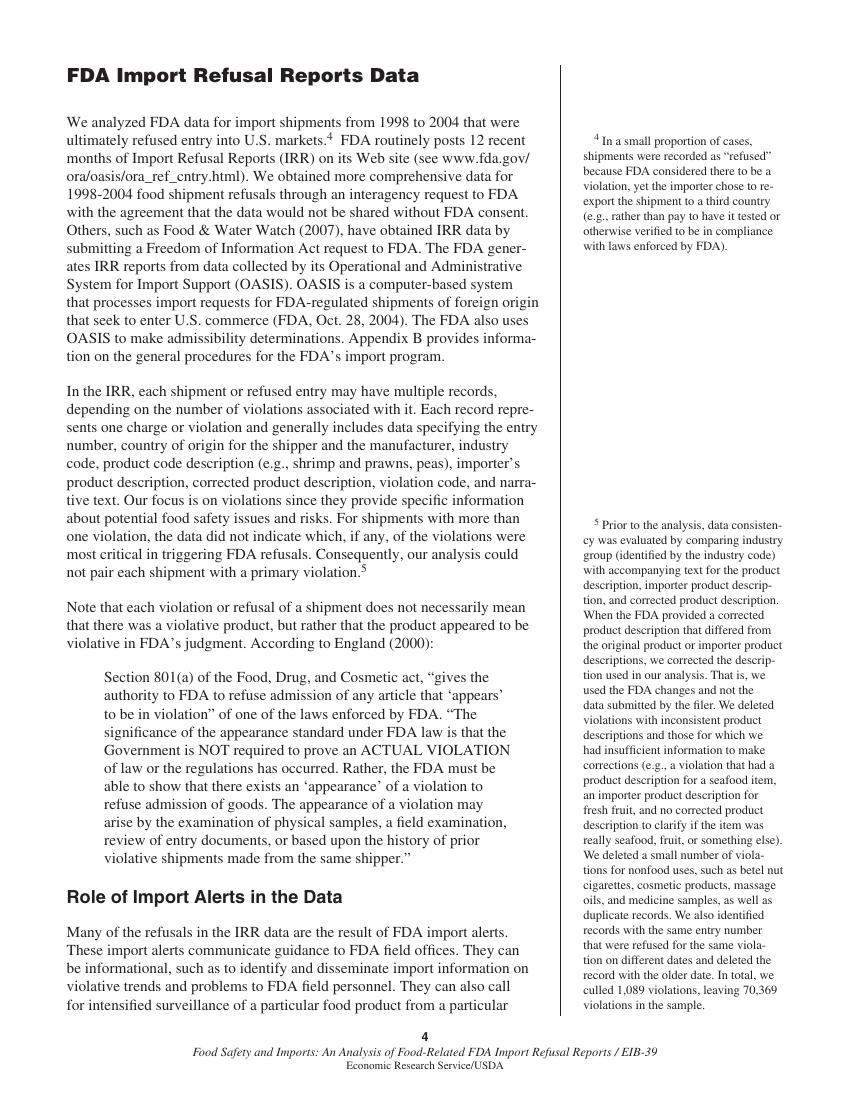 FDA Import Refusal Reports Data
We analyzed FDA data for import shipments from 1998 to 2004 that were
ultimately refused entry into U.S. markets.4 FDA routinely posts 12 recent
months of Import Refusal Reports (IRR) on its Web site (see www.fda.gov/
ora/oasis/ora_ref_cntry.html). We obtained more comprehensive data for
1998-2004 food shipment refusals through an interagency request to FDA
with the agreement that the data would not be shared without FDA consent.
Others, such as Food & Water Watch (2007), have obtained IRR data by
submitting a Freedom of Information Act request to FDA. The FDA gener-
ates IRR reports from data collected by its Operational and Administrative
System for Import Support (OASIS). OASIS is a computer-based system
that processes import requests for FDA-regulated shipments of foreign origin
that seek to enter U.S. commerce (FDA, Oct. 28, 2004). The FDA also uses
OASIS to make admissibility determinations. Appendix B provides informa-
tion on the general procedures for the FDA's import program.
In the IRR, each shipment or refused entry may have multiple records,
depending on the number of violations associated with it. Each record repre-
sents one charge or violation and generally includes data specifying the entry
number, country of origin for the shipper and the manufacturer, industry
code, product code description (e.g., shrimp and prawns, peas), importer's
product description, corrected product description, violation code, and narra-
tive text. Our focus is on violations since they provide specific information
about potential food safety issues and risks. For shipments with more than
one violation, the data did not indicate which, if any, of the violations were
most critical in triggering FDA refusals. Consequently, our analysis could
not pair each shipment with a primary violation.5
Note that each violation or refusal of a shipment does not necessarily mean
that there was a violative product, but rather that the product appeared to be
violative in FDA's judgment. According to England (2000):
Section 801(a) of the Food, Drug, and Cosmetic act, “gives the
authority to FDA to refuse admission of any article that ‘appears’
to be in violation” of one of the laws enforced by FDA. “The
significance of the appearance standard under FDA law is that the
Government is NOT required to prove an ACTUAL VIOLATION
of law or the regulations has occurred. Rather, the FDA must be
able to show that there exists an ‘appearance’ of a violation to
refuse admission of goods. The appearance of a violation may
arise by the examination of physical samples, a field examination,
review of entry documents, or based upon the history of prior
violative shipments made from the same shipper.”
Role of Import Alerts in the Data
Many of the refusals in the IRR data are the result of FDA import alerts.
These import alerts communicate guidance to FDA field offices. They can
be informational, such as to identify and disseminate import information on
violative trends and problems to FDA field personnel. They can also call
for intensified surveillance of a particular food product from a particular
4 In a small proportion of cases,
shipments were recorded as “refused”
because FDA considered there to be a
violation, yet the importer chose to re-
export the shipment to a third country
(e.g., rather than pay to have it tested or
otherwise verified to be in compliance
with laws enforced by FDA).
5 Prior to the analysis, data consisten-
cy was evaluated by comparing industry
group (identified by the industry code)
with accompanying text for the product
description, importer product descrip-
tion, and corrected product description.
When the FDA provided a corrected
product description that differed from
the original product or importer product
descriptions, we corrected the descrip-
tion used in our analysis. That is, we
used the FDA changes and not the
data submitted by the filer. We deleted
violations with inconsistent product
descriptions and those for which we
had insufficient information to make
corrections (e.g., a violation that had a
product description for a seafood item,
an importer product description for
fresh fruit, and no corrected product
description to clarify if the item was
really seafood, fruit, or something else).
We deleted a small number of viola-
tions for nonfood uses, such as betel nut
cigarettes, cosmetic products, massage
oils, and medicine samples, as well as
duplicate records. We also identified
records with the same entry number
that were refused for the same viola-
tion on different dates and deleted the
record with the older date. In total, we
culled 1,089 violations, leaving 70,369
violations in the sample.
4
Food Safety and Imports: An Analysis of Food-Related FDA Import Refusal Reports / EIB-39
Economic Research Service/USDA